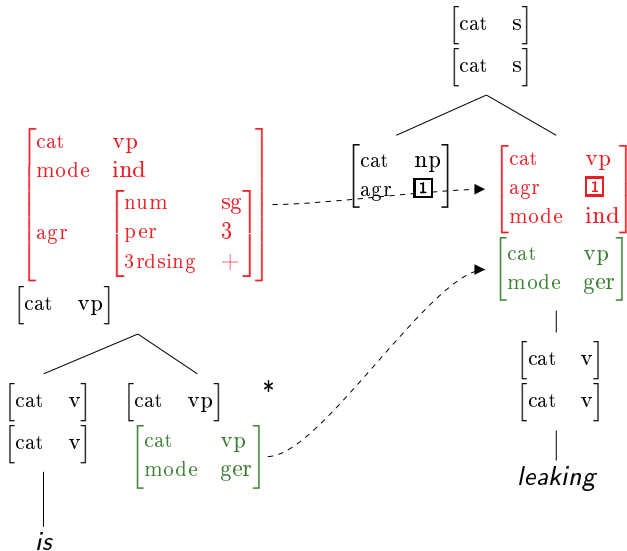 cat s
cat s
cat vp
mode ind
agr num sg
per 3
3rdsing +
cat vp
cat np
agr 1
cat vp
agr 1
mode ind
cat vp
mode ger
cat v
cat v
cat v
cat v
cat vp *
cat vp
mode ger
is
leaking